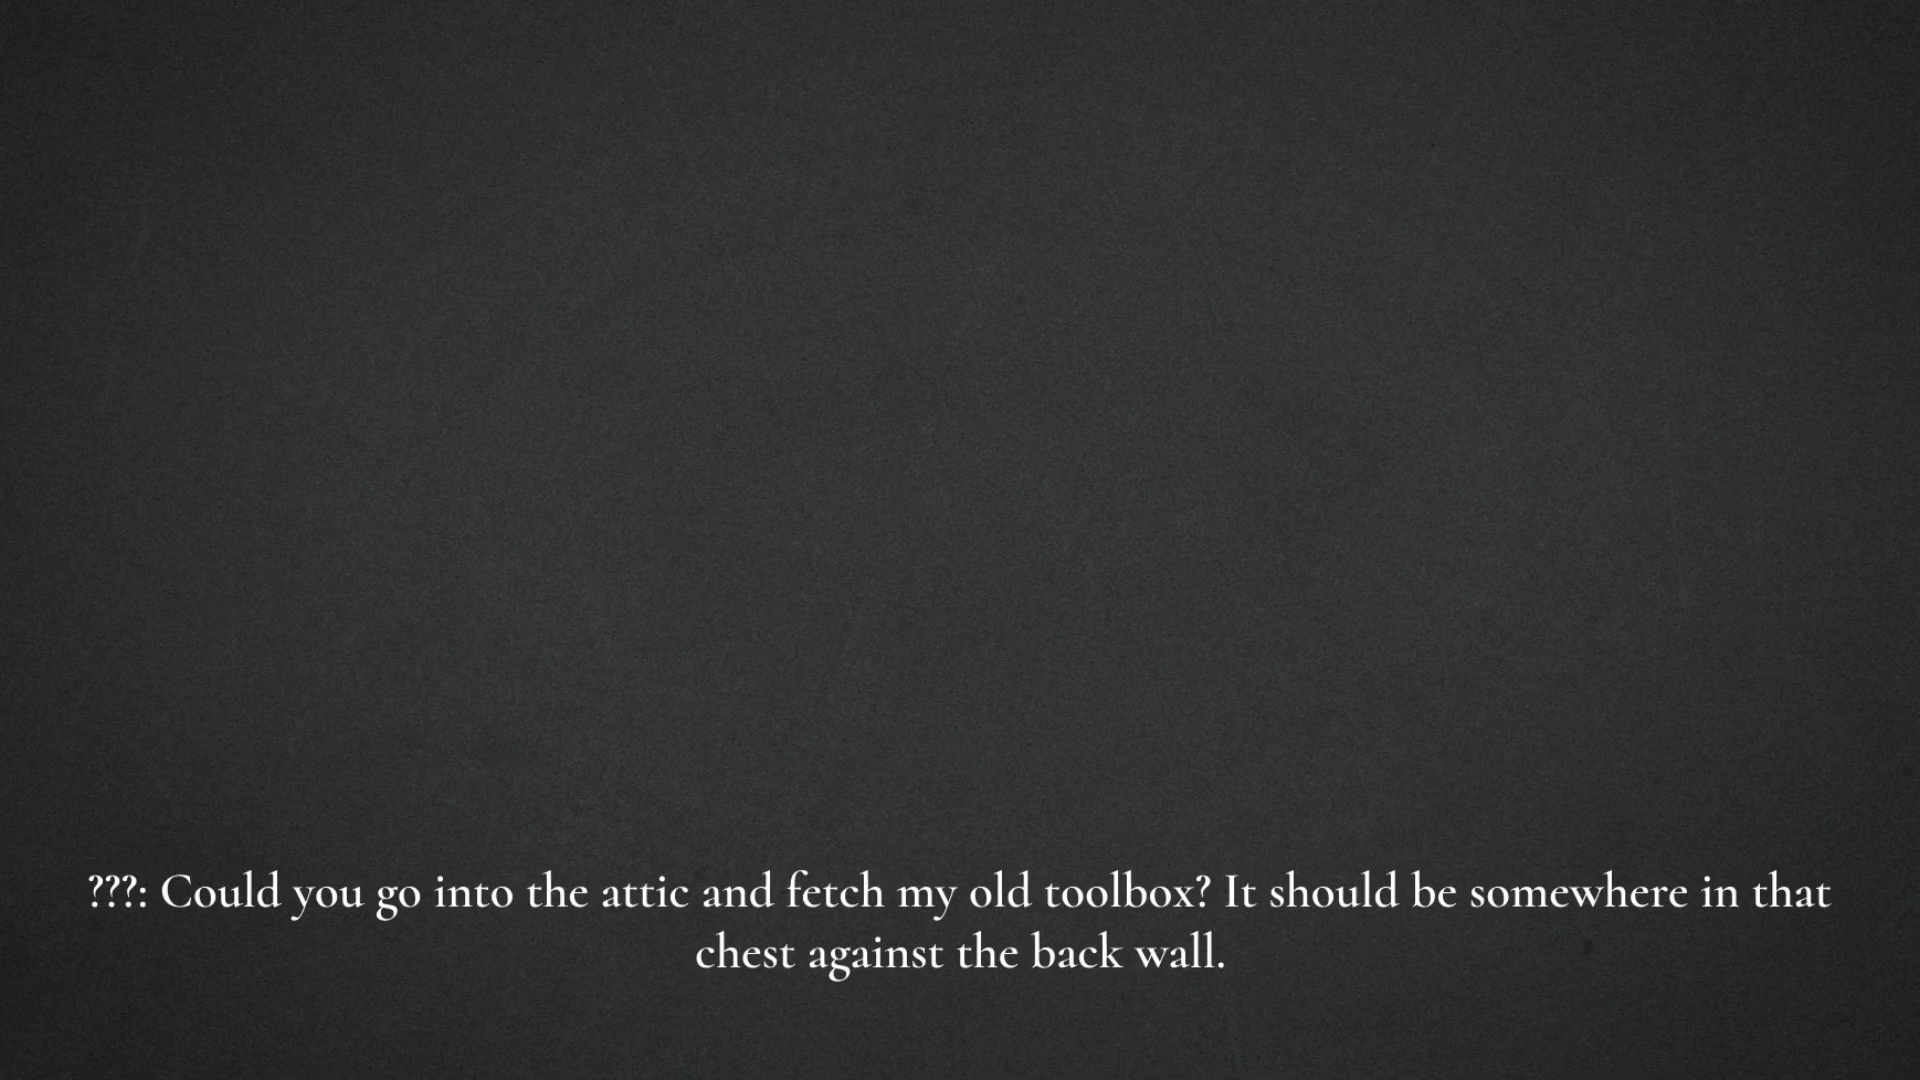 ???: Could you go into the attic and fetch my old toolbox? It should be somewhere in that
chest against the back wall.